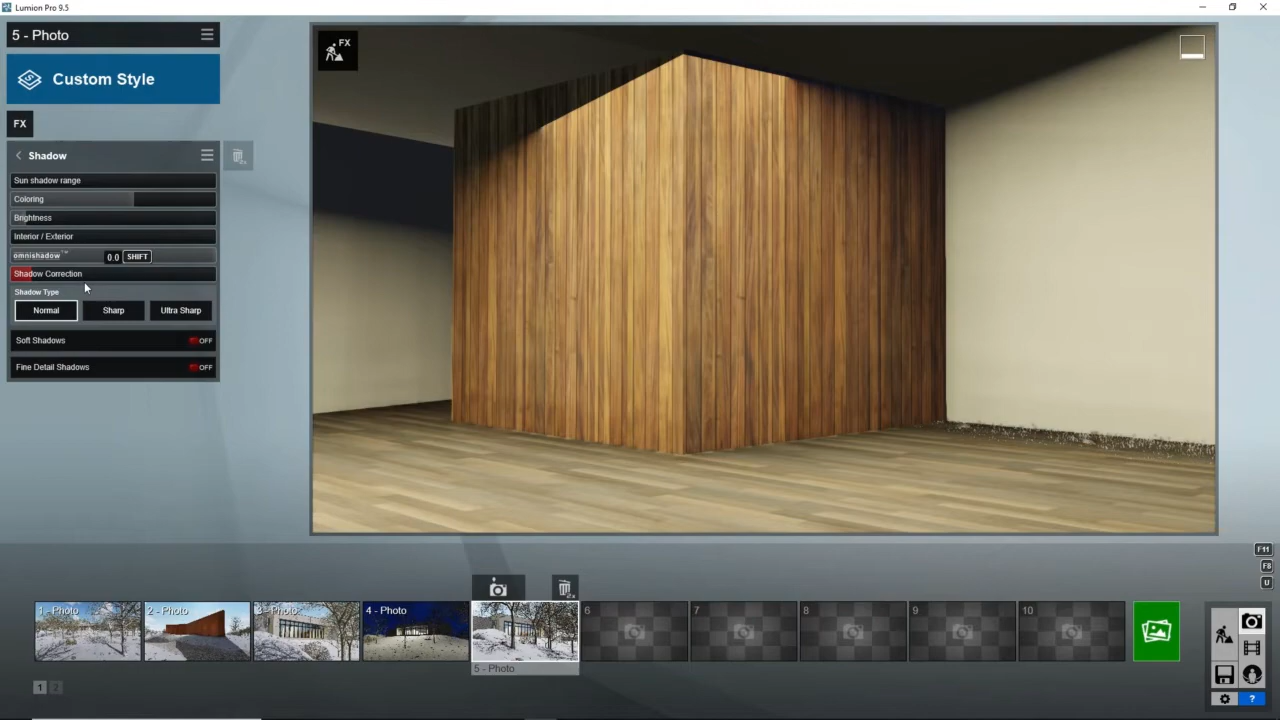 Lumion Pro 9.5
5 - Photo
Custom Style
FX
FX
Shadow
Sun shadow range
Coloring
Brightness
Interior / Exterior
omnishadow™ 0.0 SHIFT
Shadow Correction
Shadow Type
Normal Sharp Ultra Sharp
Soft Shadows OFF
Fine Detail Shadows OFF
F11
F8
U
1 - Photo 2 - Photo 3 - Photo 4 - Photo 6 7 8 9 10
5 - Photo
1 2
?